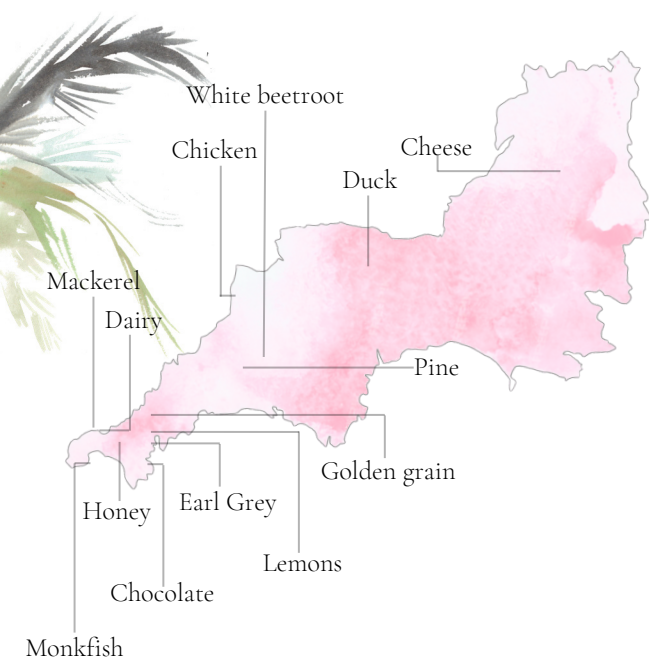 White beetroot
Chicken
Cheese
Duck
Mackerel
Dairy
Pine
Golden grain
Earl Grey
Honey
Lemons
Chocolate
Monkfish